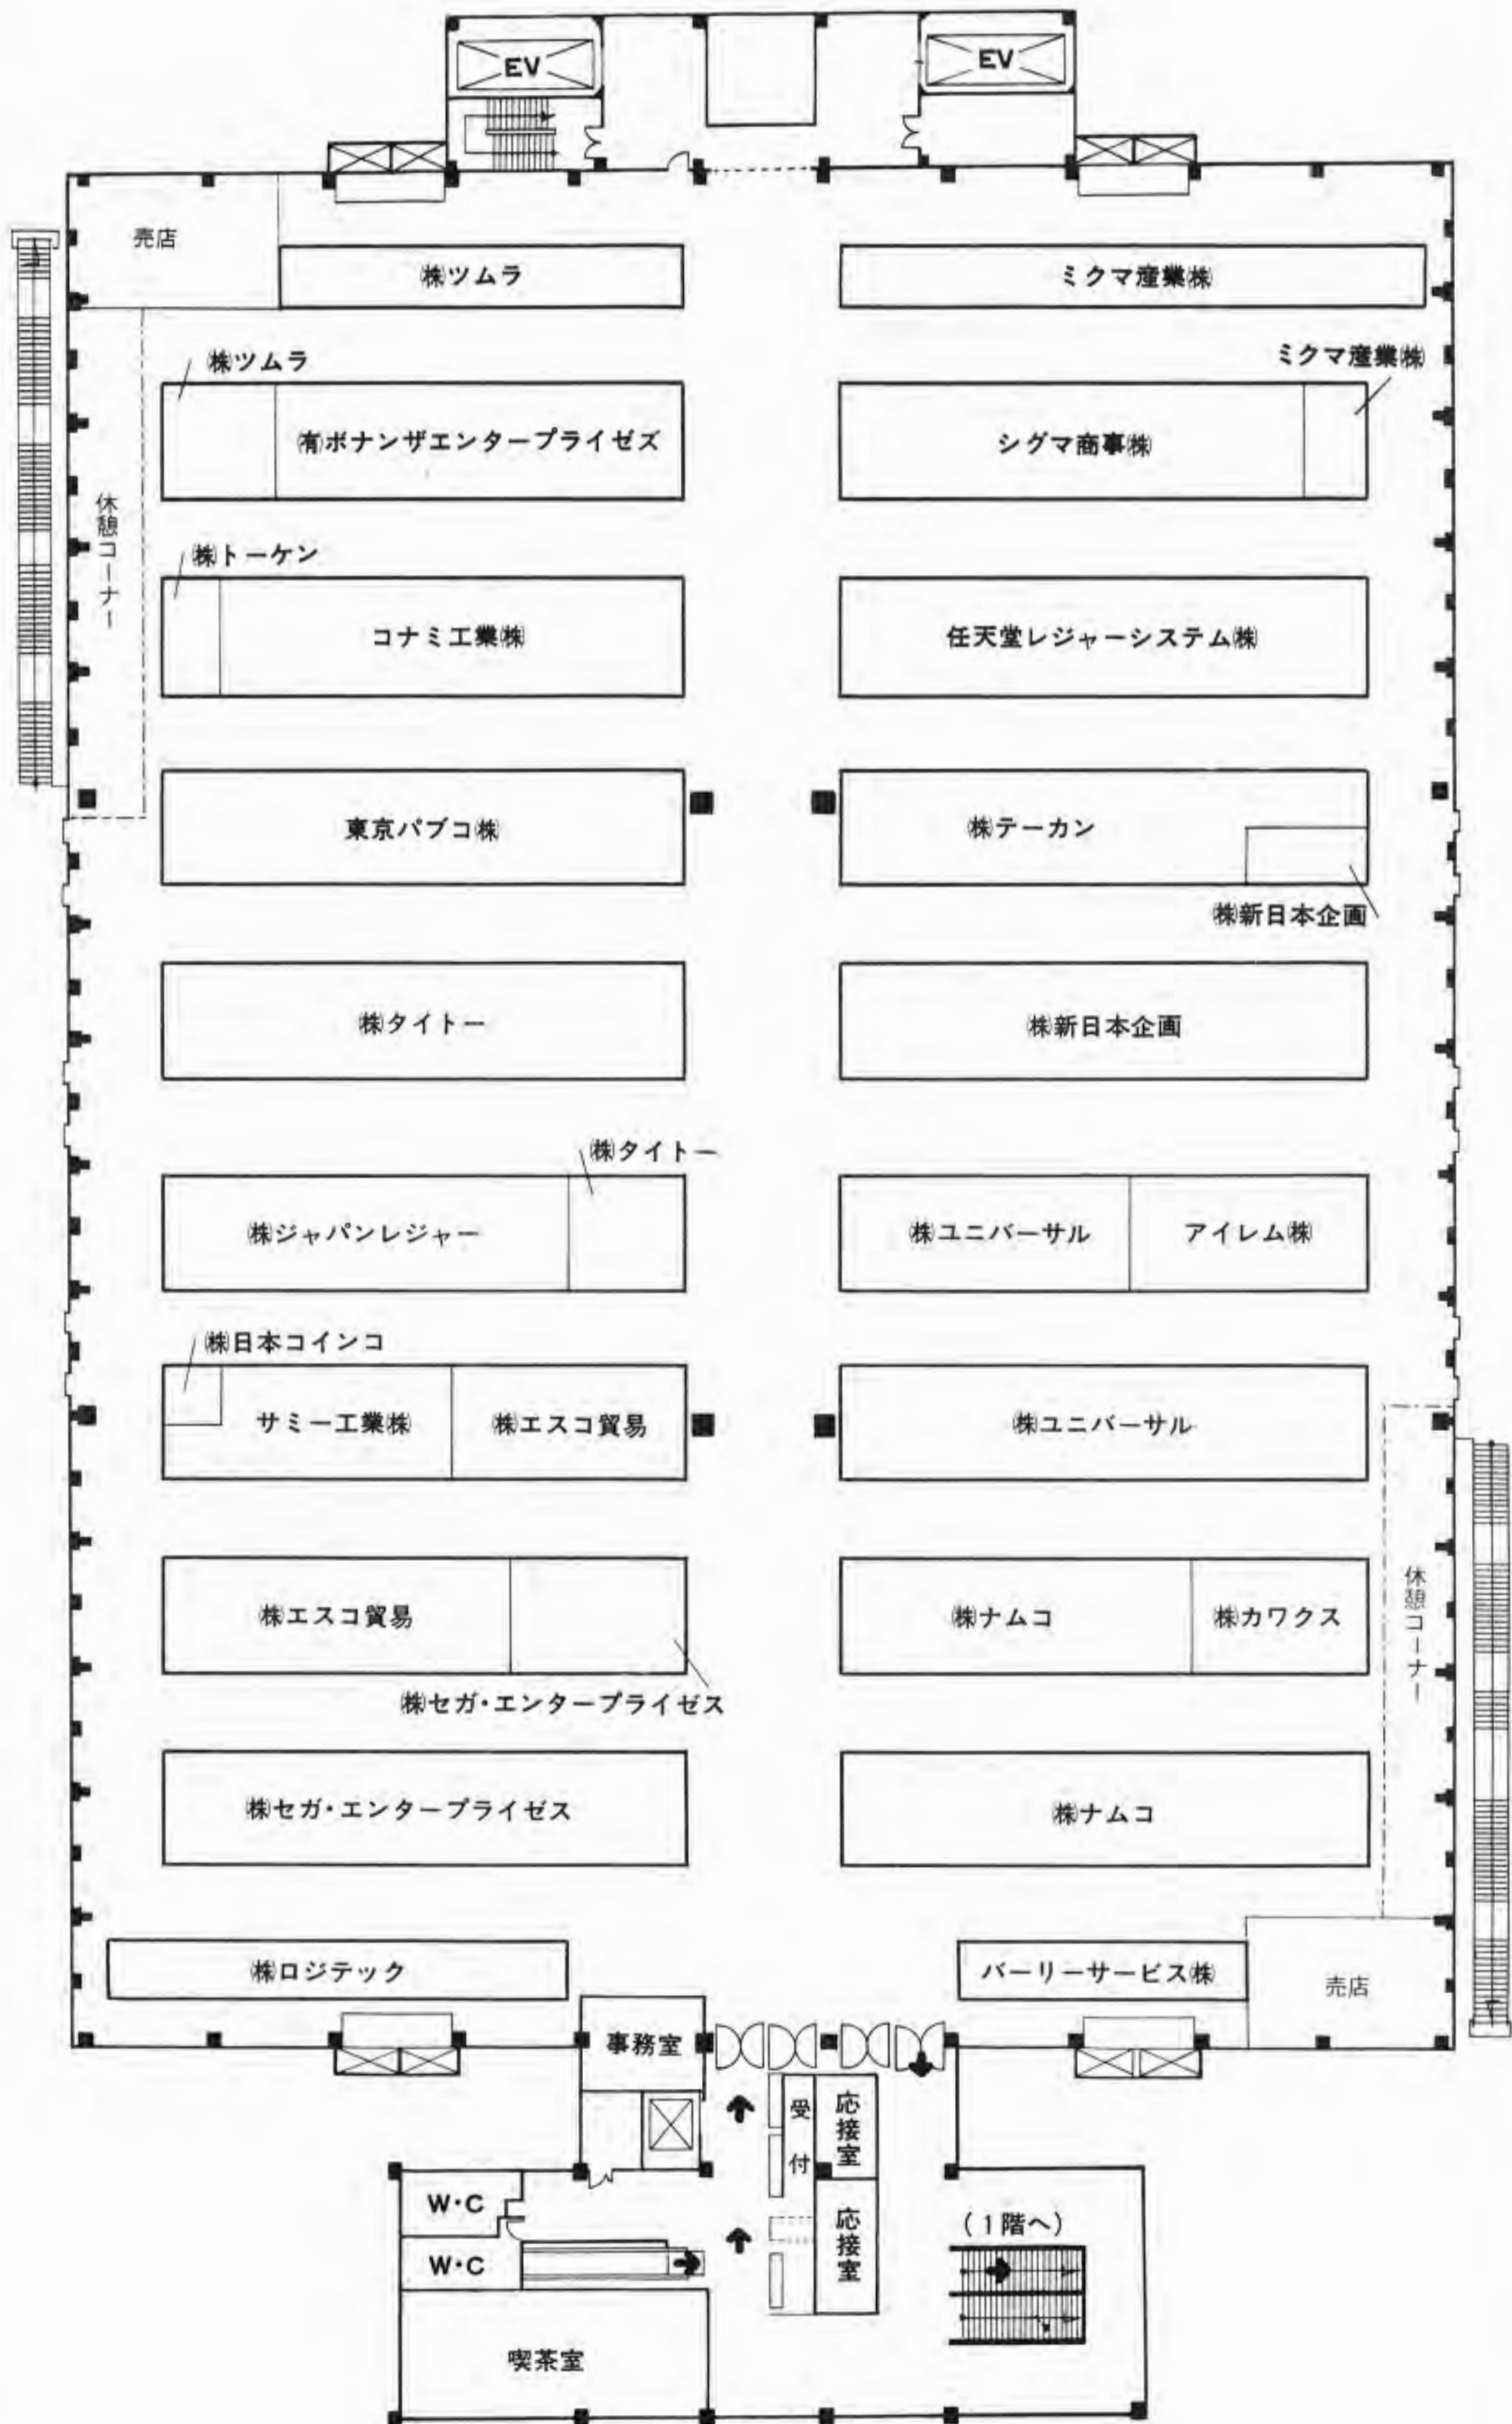 EV
EV
売店
㈱ツムラ
ミクマ産業㈱
㈱ツムラ
ミクマ産業㈱
㈲ボナンザエンタープライゼズ
シグマ商事㈱
休憩コーナー
㈱トーケン
コナミ工業㈱
任天堂レジャーシステム㈱
東京パブコ㈱
㈱テーカン
㈱新日本企画
㈱タイトー
㈱新日本企画
㈱タイトー
㈱ジャパンレジャー
㈱ユニバーサル
アイレム㈱
㈱日本コインコ
サミー工業㈱
㈱エスコ貿易
㈱ユニバーサル
㈱エスコ貿易
㈱ナムコ
㈱カワクス
休憩コーナー
㈱セガ・エンタープライゼス
㈱セガ・エンタープライゼス
㈱ナムコ
㈱ロジテック
バーリーサービス㈱
売店
事務室
受付
応接室
W・C
応接室
(1階へ)
W・C
喫茶室